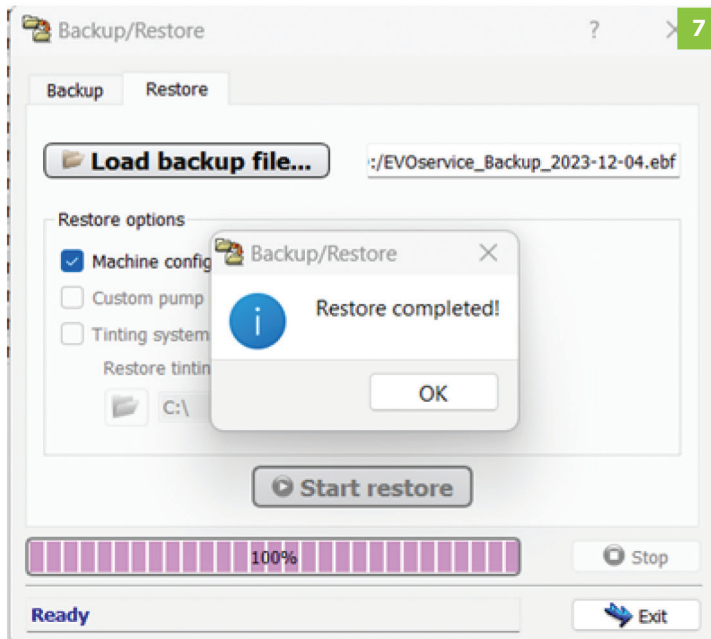 Backup/Restore
?
7
Backup
Restore
Load backup file...
:/EVOservice_Backup_2023-12-04.ebf
Restore options
Machine config
Custom pump
Tinting system
Restore tintin
C:\
Backup/Restore
i
Restore completed!
OK
Start restore
100%
Stop
Ready
Exit